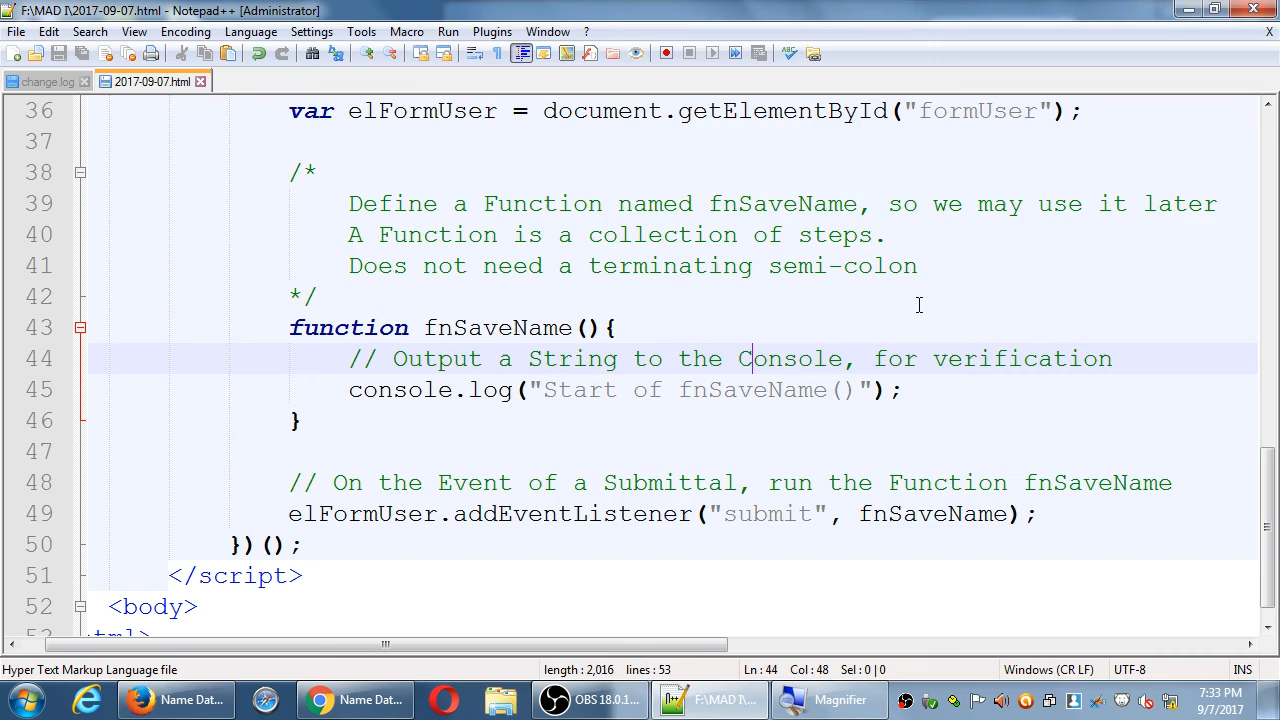 F:\MAD I\2017-09-07.html - Notepad++ [Administrator]
File Edit Search View Encoding Language Settings Tools Macro Run Plugins Window ? X
change.log 2017-09-07.html
36 var elFormUser = document.getElementById("formUser");
37
38 /*
39 Define a Function named fnSaveName, so we may use it later
40 A Function is a collection of steps.
41 Does not need a terminating semi-colon
42 */
43 function fnSaveName(){
44 // Output a String to the Console, for verification
45 console.log("Start of fnSaveName()");
46 }
47
48 // On the Event of a Submittal, run the Function fnSaveName
49 elFormUser.addEventListener("submit", fnSaveName);
50 })();
51 </script>
52 <body>
53 tml>
Hyper Text Markup Language file length : 2,016 lines : 53 Ln : 44 Col : 48 Sel : 0 | 0 Windows (CR LF) UTF-8 INS
Name Dat... Name Dat... OBS 18.0.1... F:\MAD I\... Magnifier 7:33 PM
9/7/2017